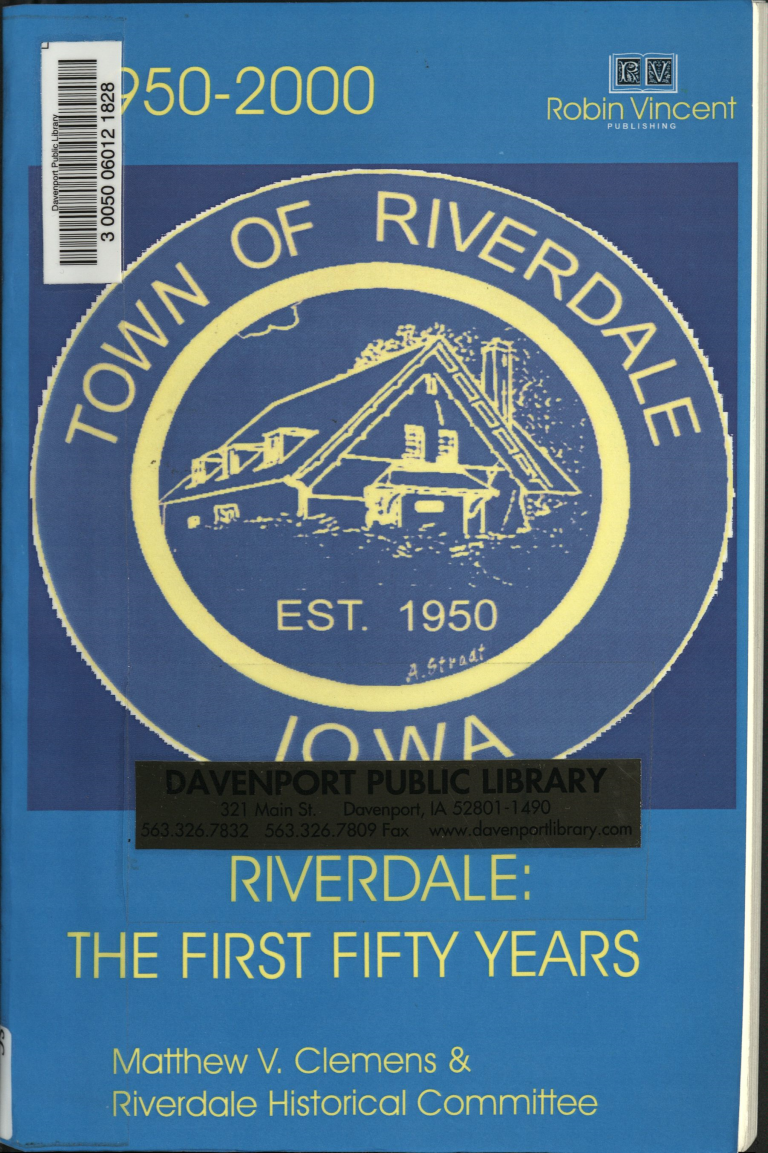 950-2000
RV
Robin Vincent
PUBLISHING
Davenport Public Library
3 0050 06012 1828
TOWN OF RIVERDALE
EST. 1950
A. Stradt
IOWA
DAVENPORT PUBLIC LIBRARY
321 Main St. Davenport, IA 52801-1490
563.326.7832 563.326.7809 Fax www.davenportlibrary.com
RIVERDALE:
THE FIRST FIFTY YEARS
Matthew V. Clemens &
Riverdale Historical Committee